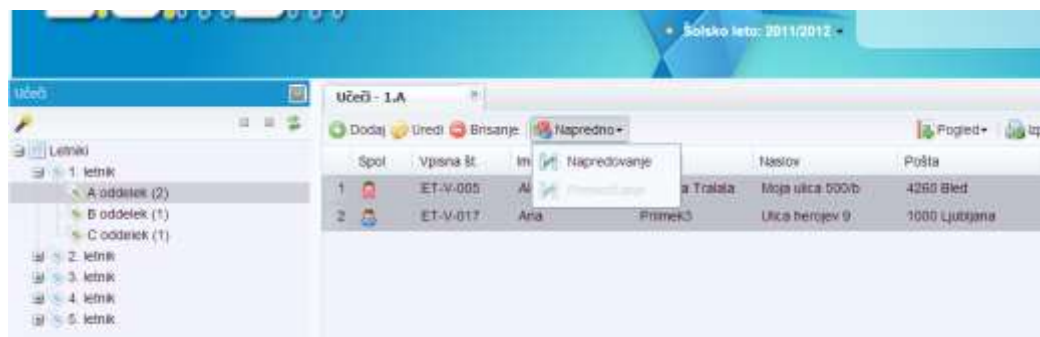 Šolsko leto: 2011/2012
Učeči
Učeči - 1.A
Dodaj Uredi Brisanje Napredno Pogled
Letniki
1. letnik
A oddelek (2)
B oddelek (1)
C oddelek (1)
2. letnik
3. letnik
4. letnik
5. letnik
Napredovanje
Spol Vpisna št. Naslov Pošta
1 ET-V-005 Tralala Moja ulica 500/b 4260 Bled
2 ET-V-017 Ana Primek3 Ulica herojev 9 1000 Ljubljana